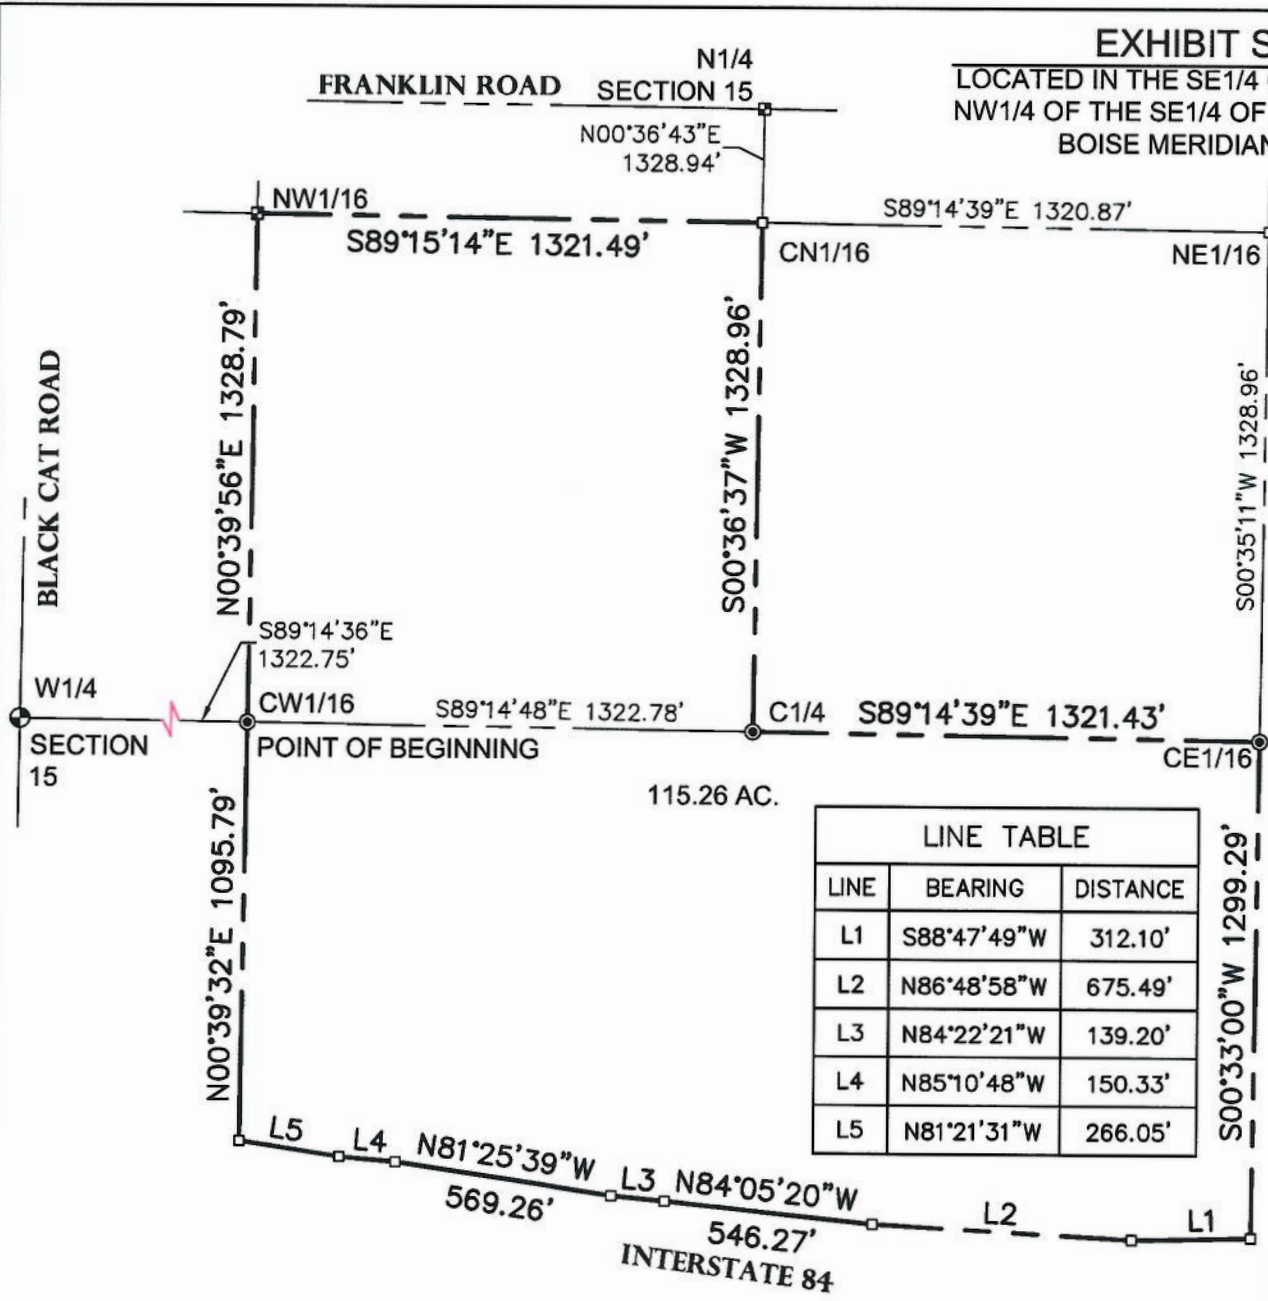 EXHIBIT S
LOCATED IN THE SE1/4
NW1/4 OF THE SE1/4 OF
BOISE MERIDIAN
N1/4
FRANKLIN ROAD
SECTION 15
N00°36'43"E
1328.94'
NW1/16
S89°15'14"E 1321.49'
S89°14'39"E 1320.87'
CN1/16
NE1/16
BLACK CAT ROAD
N00°39'56"E 1328.79'
S00°36'37"W 1328.96'
S00°35'11"W 1328.96'
S89°14'36"E
1322.75'
W1/4
SECTION
15
CW1/16
POINT OF BEGINNING
S89°14'48"E 1322.78'
C1/4
S89°14'39"E 1321.43'
CE1/16
115.26 AC.
N00°39'32"E 1095.79'
S00°33'00"W 1299.29'
LINE TABLE
LINE BEARING DISTANCE
L1 S88°47'49"W 312.10'
L2 N86°48'58"W 675.49'
L3 N84°22'21"W 139.20'
L4 N85°10'48"W 150.33'
L5 N81°21'31"W 266.05'
L5
L4
N81°25'39"W
569.26'
L3
N84°05'20"W
546.27'
L2
L1
INTERSTATE 84